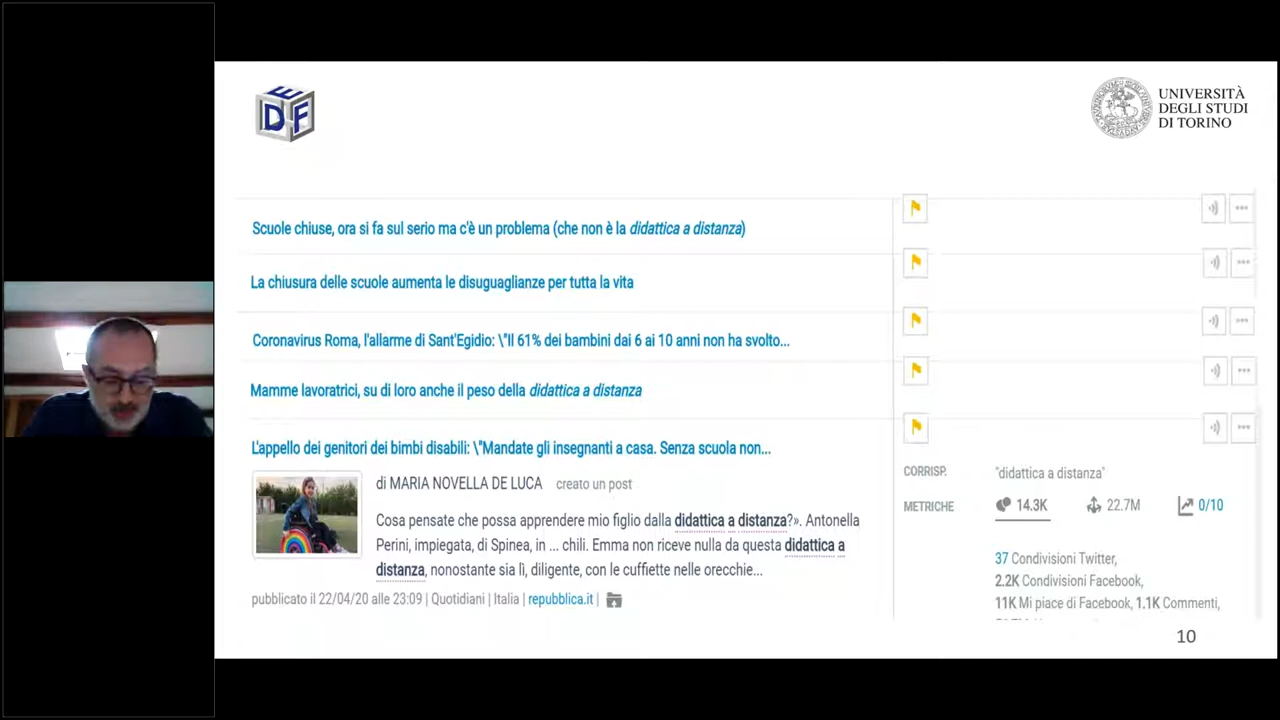 E
D F
UNIVERSITÀ
DEGLI STUDI
DI TORINO
Scuole chiuse, ora si fa sul serio ma c'è un problema (che non è la didattica a distanza)
La chiusura delle scuole aumenta le disuguaglianze per tutta la vita
Coronavirus Roma, l'allarme di Sant'Egidio: \"Il 61% dei bambini dai 6 ai 10 anni non ha svolto...
Mamme lavoratrici, su di loro anche il peso della didattica a distanza
L'appello dei genitori dei bimbi disabili: \"Mandate gli insegnanti a casa. Senza scuola non...
di MARIA NOVELLA DE LUCA creato un post
Cosa pensate che possa apprendere mio figlio dalla didattica a distanza?». Antonella
Perini, impiegata, di Spinea, in ... chili. Emma non riceve nulla da questa didattica a
distanza, nonostante sia lì, diligente, con le cuffiette nelle orecchie...
pubblicato il 22/04/20 alle 23:09 | Quotidiani | Italia | repubblica.it |
CORRISP. "didattica a distanza"
METRICHE 14.3K 22.7M 0/10
37 Condivisioni Twitter,
2.2K Condivisioni Facebook,
11K Mi piace di Facebook, 1.1K Commenti,
10